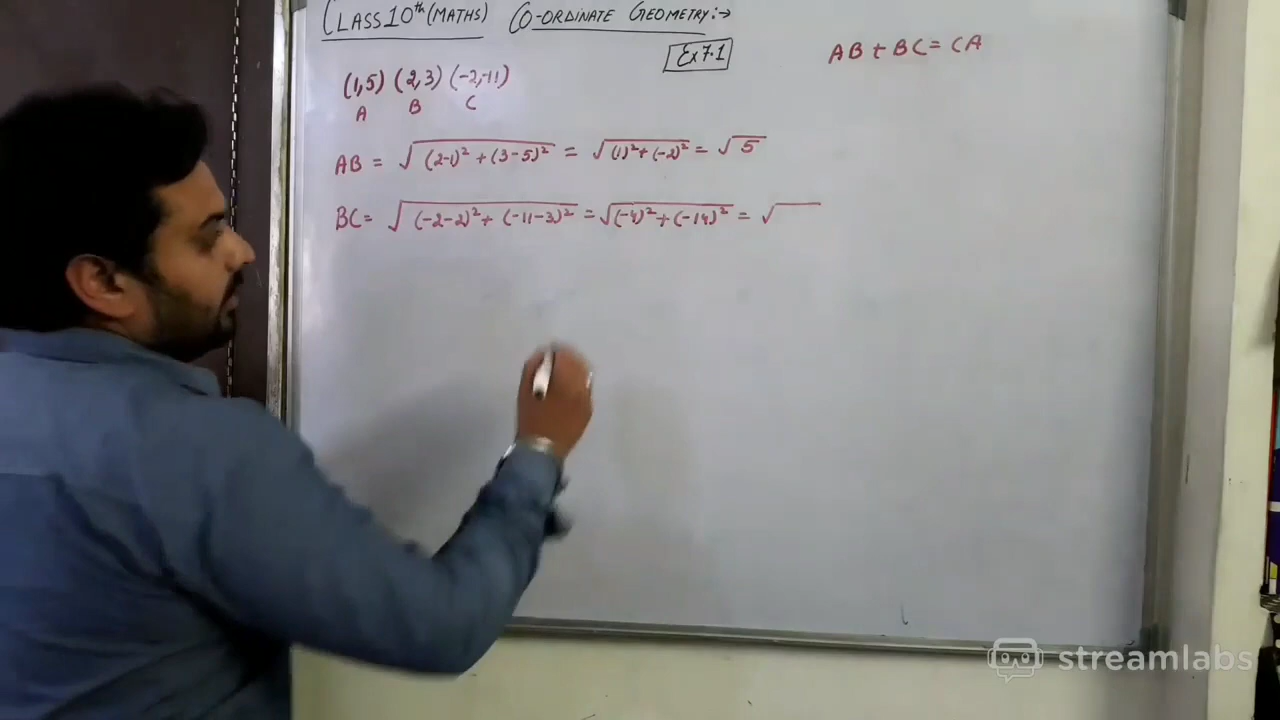 CLASS 10th (MATHS) CO-ORDINATE GEOMETRY:→
Ex 7.1
AB + BC = CA
(1,5) (2,3) (-2,-11)
A B C
AB = √(2-1)² + (3-5)² = √(1)² + (-2)² = √5
BC = √(-2-2)² + (-11-3)² = √(-4)² + (-14)² = √
streamlabs